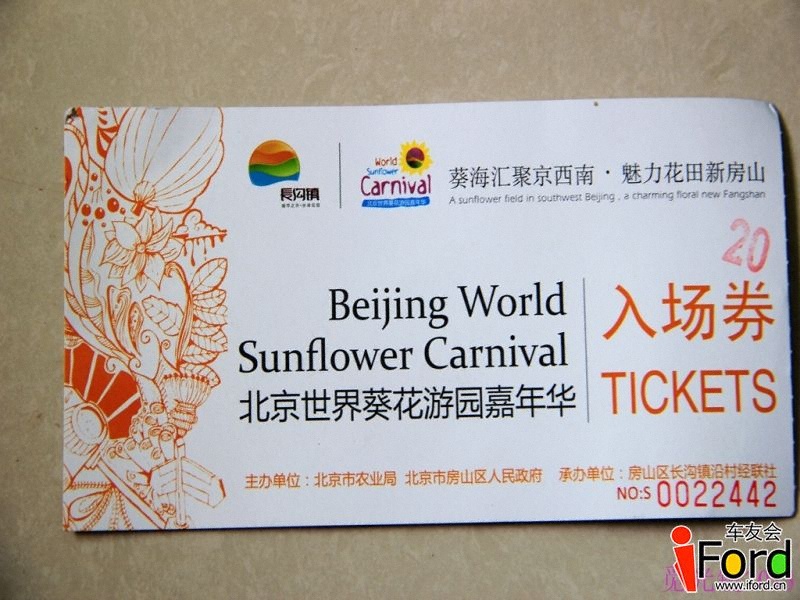 長沟镇
World
Sunflower
Carnival
北京世界葵花游园嘉年华
葵海汇聚京西南·魅力花田新房山
A sunflower field in southwest Beijing , a charming floral new Fangshan
20
Beijing World
Sunflower Carnival
北京世界葵花游园嘉年华
入场券
TICKETS
主办单位：北京市农业局 北京市房山区人民政府 承办单位：房山区长沟镇沿村经联社
NO:S 0022442
车友会
iFord
www.iford.cn